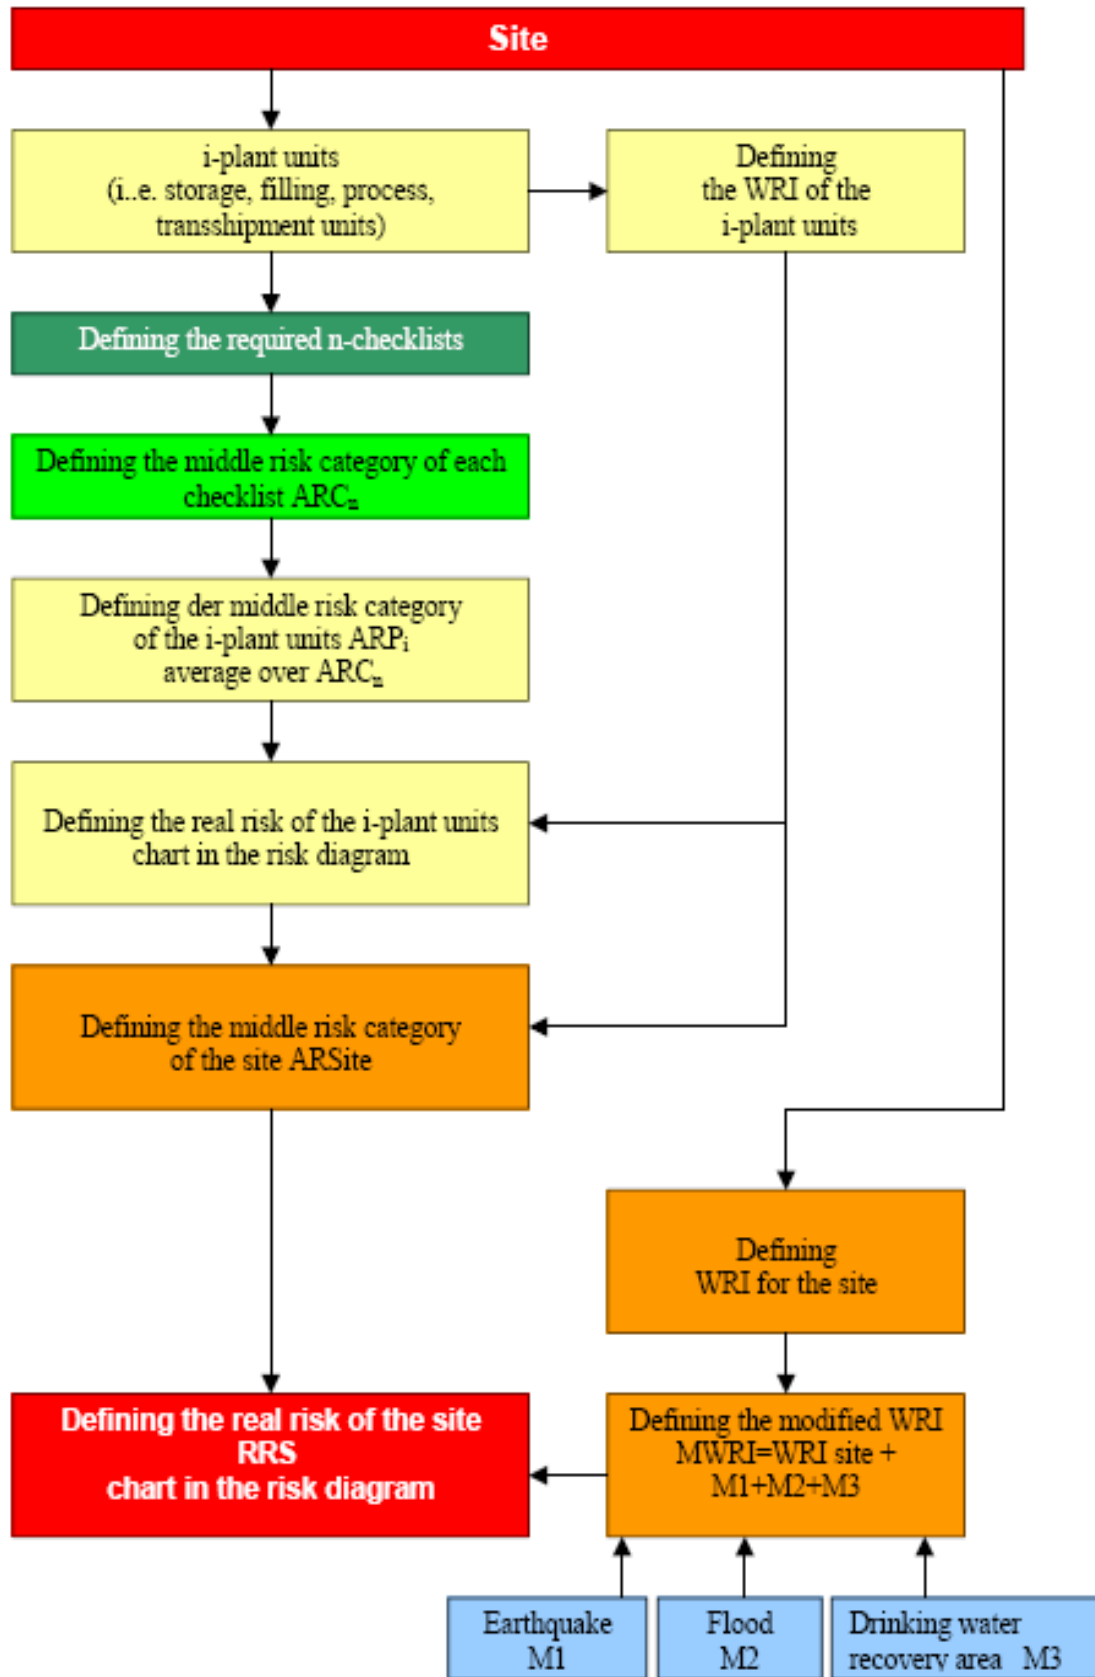 Site
i-plant units
(i..e. storage, filling, process,
transshipment units)
Defining
the WRI of the
i-plant units
Defining the required n-checklists
Defining the middle risk category of each
checklist ARCₙ
Defining der middle risk category
of the i-plant units ARPᵢ
average over ARCₙ
Defining the real risk of the i-plant units
chart in the risk diagram
Defining the middle risk category
of the site ARSite
Defining
WRI for the site
Defining the real risk of the site
RRS
chart in the risk diagram
Defining the modified WRI
MWRI=WRI site +
M1+M2+M3
Earthquake
M1
Flood
M2
Drinking water
recovery area M3